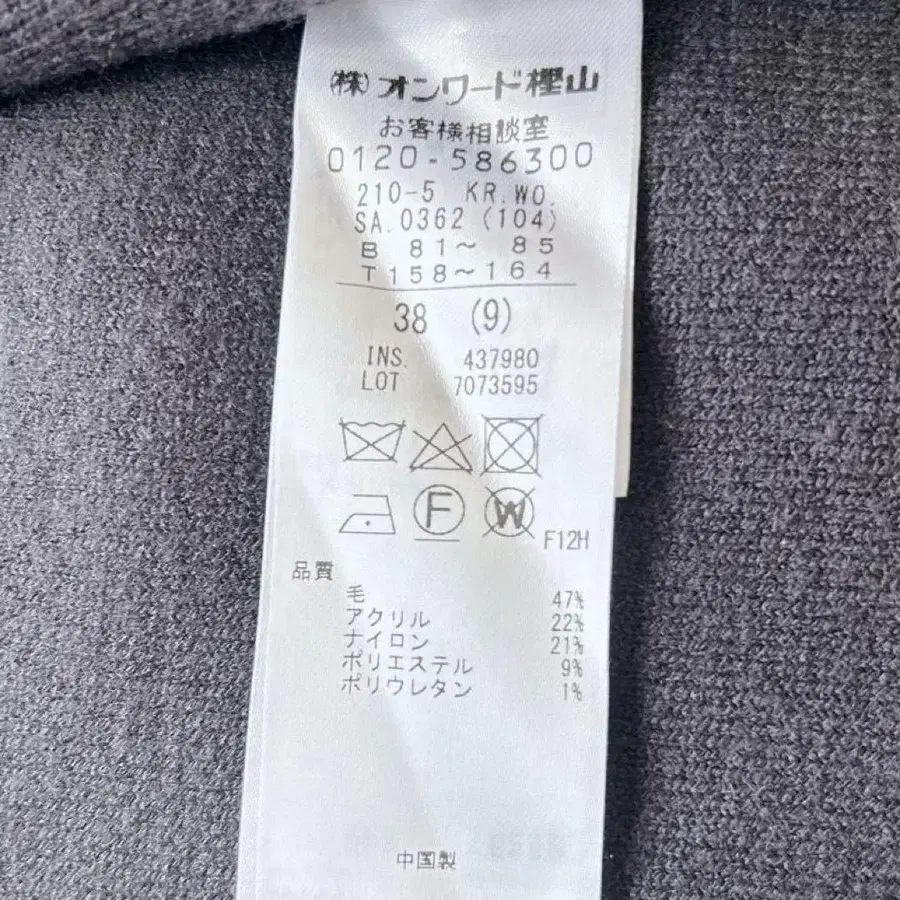 (株)オンワード樫山
お客様相談室
0120-586300
210-5 KR.WO.
SA.0362 (104)
B 81～ 85
T 158～164
38 (9)
INS. 437980
LOT 7073595
F
W
F12H
品質
毛 47%
アクリル 22%
ナイロン 21%
ポリエステル 9%
ポリウレタン 1%
中国製